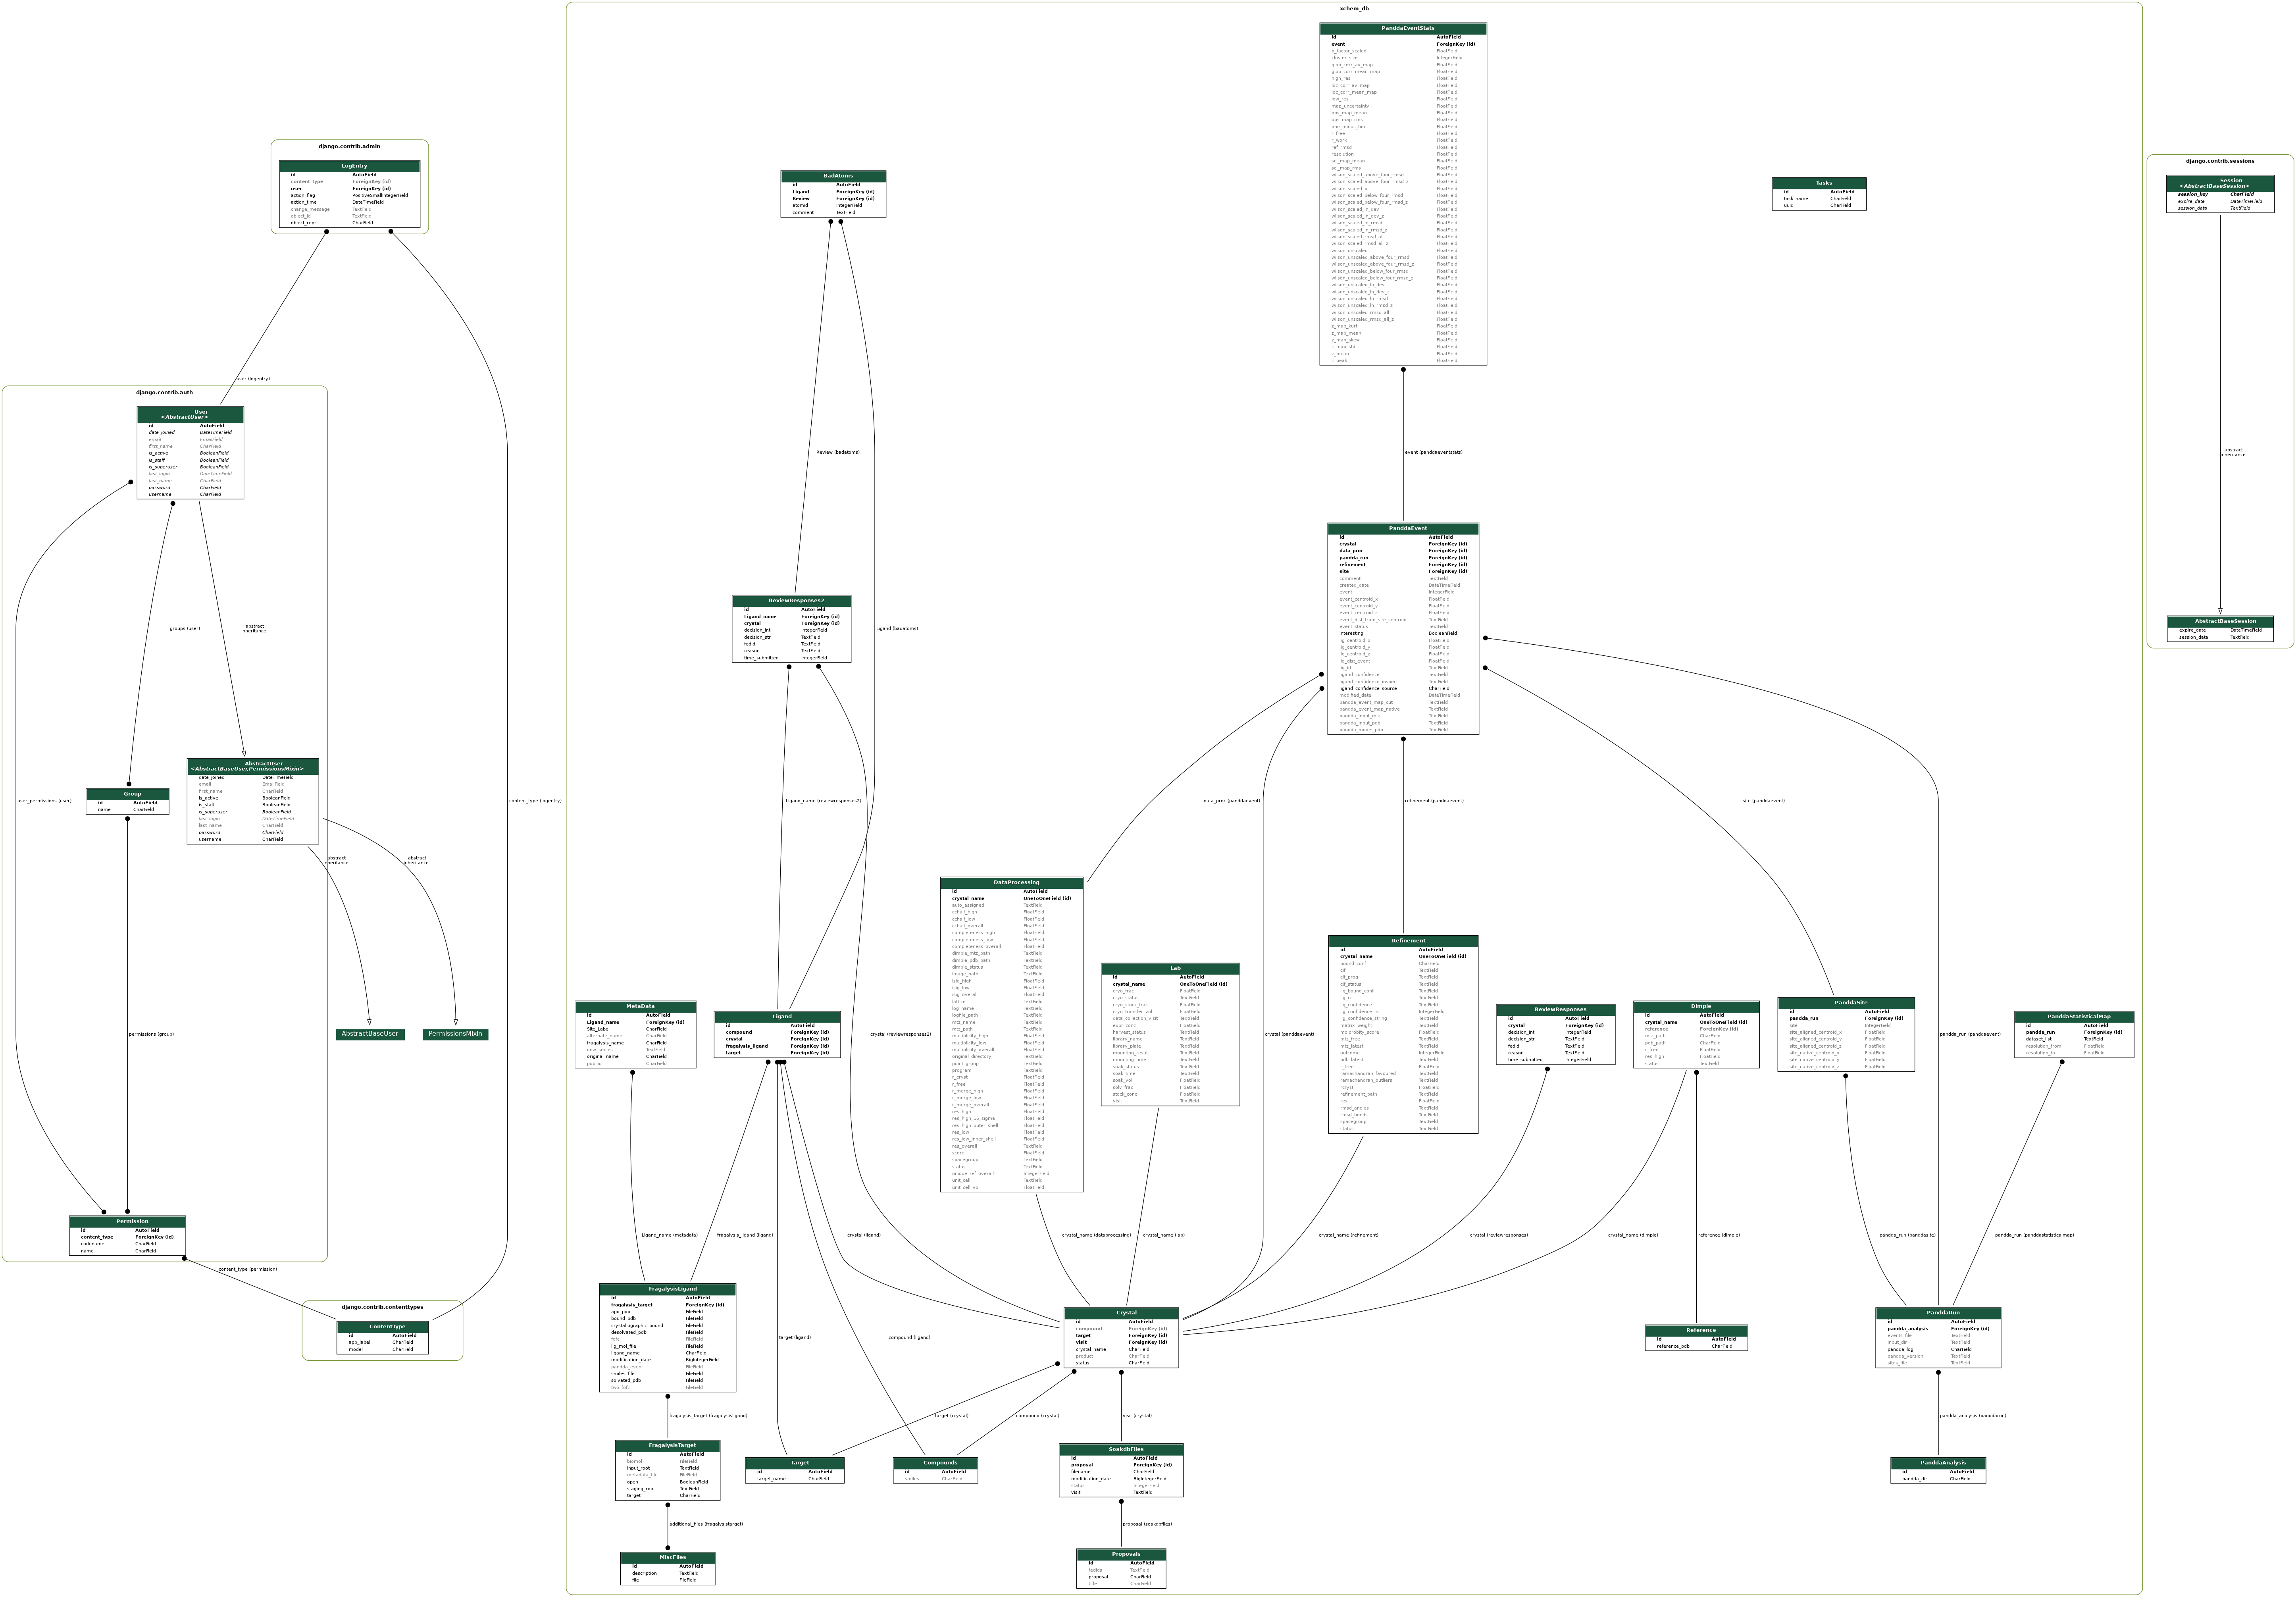 xchem_db
PanddaEventStats
id AutoField
event ForeignKey (id)
b_factor_scaled FloatField
cluster_size IntegerField
glob_corr_av_map FloatField
glob_corr_mean_map FloatField
high_res FloatField
loc_corr_av_map FloatField
loc_corr_mean_map FloatField
low_res FloatField
map_uncertainty FloatField
obs_map_mean FloatField
obs_map_rms FloatField
one_minus_bdc FloatField
r_free FloatField
r_work FloatField
ref_rmsd FloatField
resolution FloatField
scl_map_mean FloatField
scl_map_rms FloatField
wilson_scaled_above_four_rmsd FloatField
wilson_scaled_above_four_rmsd_z FloatField
wilson_scaled_b FloatField
wilson_scaled_below_four_rmsd FloatField
wilson_scaled_below_four_rmsd_z FloatField
wilson_scaled_ln_dev FloatField
wilson_scaled_ln_dev_z FloatField
wilson_scaled_ln_rmsd FloatField
wilson_scaled_ln_rmsd_z FloatField
wilson_scaled_rmsd_all FloatField
wilson_scaled_rmsd_all_z FloatField
wilson_unscaled FloatField
wilson_unscaled_above_four_rmsd FloatField
wilson_unscaled_above_four_rmsd_z FloatField
wilson_unscaled_below_four_rmsd FloatField
wilson_unscaled_below_four_rmsd_z FloatField
wilson_unscaled_ln_dev FloatField
wilson_unscaled_ln_dev_z FloatField
wilson_unscaled_ln_rmsd FloatField
wilson_unscaled_ln_rmsd_z FloatField
wilson_unscaled_rmsd_all FloatField
wilson_unscaled_rmsd_all_z FloatField
z_map_kurt FloatField
z_map_mean FloatField
z_map_skew FloatField
z_map_std FloatField
z_mean FloatField
z_peak FloatField
django.contrib.admin
LogEntry
id AutoField
content_type ForeignKey (id)
user ForeignKey (id)
action_flag PositiveSmallIntegerField
action_time DateTimeField
change_message TextField
object_id TextField
object_repr CharField
BadAtoms
id AutoField
Ligand ForeignKey (id)
Review ForeignKey (id)
atomid IntegerField
comment TextField
Tasks
id AutoField
task_name CharField
uuid CharField
django.contrib.sessions
Session
<AbstractBaseSession>
session_key CharField
expire_date DateTimeField
session_data TextField
user (logentry)
django.contrib.auth
User
<AbstractUser>
id AutoField
date_joined DateTimeField
email EmailField
first_name CharField
is_active BooleanField
is_staff BooleanField
is_superuser BooleanField
last_login DateTimeField
last_name CharField
password CharField
username CharField
Review (badatoms)
event (panddaeventstats)
abstract
inheritance
PanddaEvent
id AutoField
crystal ForeignKey (id)
data_proc ForeignKey (id)
pandda_run ForeignKey (id)
refinement ForeignKey (id)
site ForeignKey (id)
comment TextField
created_date DateTimeField
event IntegerField
event_centroid_x FloatField
event_centroid_y FloatField
event_centroid_z FloatField
event_dist_from_site_centroid TextField
event_status TextField
interesting BooleanField
lig_centroid_x FloatField
lig_centroid_y FloatField
lig_centroid_z FloatField
lig_dist_event FloatField
lig_id TextField
ligand_confidence TextField
ligand_confidence_inspect TextField
ligand_confidence_source CharField
modified_date DateTimeField
pandda_event_map_cut TextField
pandda_event_map_native TextField
pandda_input_mtz TextField
pandda_input_pdb TextField
pandda_model_pdb TextField
ReviewResponses2
id AutoField
Ligand_name ForeignKey (id)
crystal ForeignKey (id)
decision_int IntegerField
decision_str TextField
fedid TextField
reason TextField
time_submitted IntegerField
groups (user)
abstract
inheritance
Ligand (badatoms)
AbstractBaseSession
expire_date DateTimeField
session_data TextField
AbstractUser
<AbstractBaseUser,PermissionsMixin>
date_joined DateTimeField
email EmailField
first_name CharField
is_active BooleanField
is_staff BooleanField
is_superuser BooleanField
last_login DateTimeField
last_name CharField
password CharField
username CharField
Group
id AutoField
name CharField
user_permissions (user)
content_type (logentry)
Ligand_name (reviewresponses2)
data_proc (panddaevent)
refinement (panddaevent)
site (panddaevent)
abstract
inheritance
abstract
inheritance
DataProcessing
id AutoField
crystal_name OneToOneField (id)
auto_assigned TextField
cchalf_high FloatField
cchalf_low FloatField
cchalf_overall FloatField
completeness_high FloatField
completeness_low FloatField
completeness_overall FloatField
dimple_mtz_path TextField
dimple_pdb_path TextField
dimple_status TextField
image_path TextField
isig_high FloatField
isig_low FloatField
isig_overall FloatField
lattice TextField
log_name TextField
logfile_path TextField
mtz_name TextField
mtz_path TextField
multiplicity_high FloatField
multiplicity_low FloatField
multiplicity_overall FloatField
original_directory TextField
point_group TextField
program TextField
r_cryst FloatField
r_free FloatField
r_merge_high FloatField
r_merge_low FloatField
r_merge_overall FloatField
res_high FloatField
res_high_15_sigma FloatField
res_high_outer_shell FloatField
res_low FloatField
res_low_inner_shell FloatField
res_overall TextField
score FloatField
spacegroup TextField
status TextField
unique_ref_overall IntegerField
unit_cell TextField
unit_cell_vol FloatField
Lab
id AutoField
crystal_name OneToOneField (id)
cryo_frac FloatField
cryo_status TextField
cryo_stock_frac FloatField
cryo_transfer_vol FloatField
data_collection_visit TextField
expr_conc FloatField
harvest_status TextField
library_name TextField
library_plate TextField
mounting_result TextField
mounting_time TextField
soak_status TextField
soak_time TextField
soak_vol FloatField
solv_frac FloatField
stock_conc FloatField
visit TextField
Refinement
id AutoField
crystal_name OneToOneField (id)
bound_conf CharField
cif TextField
cif_prog TextField
cif_status TextField
lig_bound_conf TextField
lig_cc TextField
lig_confidence TextField
lig_confidence_int IntegerField
lig_confidence_string TextField
matrix_weight TextField
molprobity_score FloatField
mtz_free TextField
mtz_latest TextField
outcome IntegerField
pdb_latest TextField
r_free FloatField
ramachandran_favoured TextField
ramachandran_outliers TextField
rcryst FloatField
refinement_path TextField
res FloatField
rmsd_angles TextField
rmsd_bonds TextField
spacegroup TextField
status TextField
MetaData
id AutoField
Ligand_name ForeignKey (id)
Site_Label CharField
alternate_name CharField
fragalysis_name CharField
new_smiles TextField
original_name CharField
pdb_id CharField
Ligand
id AutoField
compound ForeignKey (id)
crystal ForeignKey (id)
fragalysis_ligand ForeignKey (id)
target ForeignKey (id)
ReviewResponses
id AutoField
crystal ForeignKey (id)
decision_int IntegerField
decision_str TextField
fedid TextField
reason TextField
time_submitted IntegerField
Dimple
id AutoField
crystal_name OneToOneField (id)
reference ForeignKey (id)
mtz_path CharField
pdb_path CharField
r_free FloatField
res_high FloatField
status TextField
PanddaSite
id AutoField
pandda_run ForeignKey (id)
site IntegerField
site_aligned_centroid_x FloatField
site_aligned_centroid_y FloatField
site_aligned_centroid_z FloatField
site_native_centroid_x FloatField
site_native_centroid_y FloatField
site_native_centroid_z FloatField
PanddaStatisticalMap
id AutoField
pandda_run ForeignKey (id)
dataset_list TextField
resolution_from FloatField
resolution_to FloatField
AbstractBaseUser
PermissionsMixin
permissions (group)
crystal (reviewresponses2)
crystal (panddaevent)
pandda_run (panddaevent)
Permission
id AutoField
content_type ForeignKey (id)
codename CharField
name CharField
Ligand_name (metadata)
fragalysis_ligand (ligand)
crystal (ligand)
crystal_name (dataprocessing)
crystal_name (lab)
crystal_name (refinement)
crystal (reviewresponses)
crystal_name (dimple)
reference (dimple)
pandda_run (panddasite)
pandda_run (panddastatisticalmap)
content_type (permission)
django.contrib.contenttypes
ContentType
id AutoField
app_label CharField
model CharField
FragalysisLigand
id AutoField
fragalysis_target ForeignKey (id)
apo_pdb FileField
bound_pdb FileField
crystallographic_bound FileField
desolvated_pdb FileField
fofc FileField
lig_mol_file FileField
ligand_name CharField
modification_date BigIntegerField
pandda_event FileField
smiles_file FileField
solvated_pdb FileField
two_fofc FileField
target (ligand)
compound (ligand)
Crystal
id AutoField
compound ForeignKey (id)
target ForeignKey (id)
visit ForeignKey (id)
crystal_name CharField
product CharField
status CharField
Reference
id AutoField
reference_pdb CharField
PanddaRun
id AutoField
pandda_analysis ForeignKey (id)
events_file TextField
input_dir TextField
pandda_log CharField
pandda_version TextField
sites_file TextField
fragalysis_target (fragalysisligand)
target (crystal)
compound (crystal)
visit (crystal)
pandda_analysis (panddarun)
FragalysisTarget
id AutoField
biomol FileField
input_root TextField
metadata_file FileField
open BooleanField
staging_root TextField
target CharField
Target
id AutoField
target_name CharField
Compounds
id AutoField
smiles CharField
SoakdbFiles
id AutoField
proposal ForeignKey (id)
filename CharField
modification_date BigIntegerField
status IntegerField
visit TextField
PanddaAnalysis
id AutoField
pandda_dir CharField
additional_files (fragalysistarget)
proposal (soakdbfiles)
MiscFiles
id AutoField
description TextField
file FileField
Proposals
id AutoField
fedids TextField
proposal CharField
title CharField